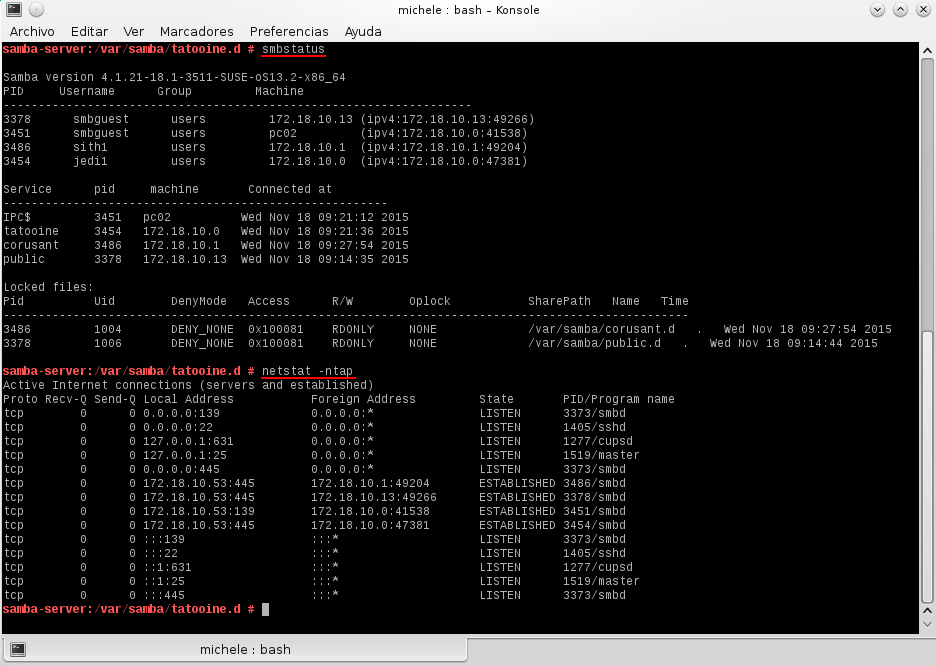 michele : bash – Konsole
Archivo Editar Ver Marcadores Preferencias Ayuda
samba-server:/var/samba/tatooine.d # smbstatus
Samba version 4.1.21-18.1-3511-SUSE-oS13.2-x86_64
PID     Username      Group         Machine
-------------------------------------------------------------------
3378      smbguest      users         172.18.10.13 (ipv4:172.18.10.13:49266)
3451      smbguest      users         pc02         (ipv4:172.18.10.0:41538)
3486      sith1         users         172.18.10.1  (ipv4:172.18.10.1:49204)
3454      jedi1         users         172.18.10.0  (ipv4:172.18.10.0:47381)
Service      pid     machine       Connected at
-------------------------------------------------------
IPC$         3451   pc02          Wed Nov 18 09:21:12 2015
tatooine     3454   172.18.10.0   Wed Nov 18 09:21:36 2015
corusant     3486   172.18.10.1   Wed Nov 18 09:27:54 2015
public       3378   172.18.10.13  Wed Nov 18 09:14:35 2015
Locked files:
Pid          Uid        DenyMode   Access      R/W        Oplock           SharePath   Name   Time
--------------------------------------------------------------------------------------------------
3486         1004       DENY_NONE  0x100081    RDONLY     NONE             /var/samba/corusant.d   .   Wed Nov 18 09:27:54 2015
3378         1006       DENY_NONE  0x100081    RDONLY     NONE             /var/samba/public.d   .   Wed Nov 18 09:14:44 2015
samba-server:/var/samba/tatooine.d # netstat -ntap
Active Internet connections (servers and established)
Proto Recv-Q Send-Q Local Address           Foreign Address         State       PID/Program name
tcp        0      0 0.0.0.0:139             0.0.0.0:*               LISTEN      3373/smbd
tcp        0      0 0.0.0.0:22              0.0.0.0:*               LISTEN      1405/sshd
tcp        0      0 127.0.0.1:631           0.0.0.0:*               LISTEN      1277/cupsd
tcp        0      0 127.0.0.1:25            0.0.0.0:*               LISTEN      1519/master
tcp        0      0 0.0.0.0:445             0.0.0.0:*               LISTEN      3373/smbd
tcp        0      0 172.18.10.53:445        172.18.10.1:49204       ESTABLISHED 3486/smbd
tcp        0      0 172.18.10.53:445        172.18.10.13:49266      ESTABLISHED 3378/smbd
tcp        0      0 172.18.10.53:139        172.18.10.0:41538       ESTABLISHED 3451/smbd
tcp        0      0 172.18.10.53:445        172.18.10.0:47381       ESTABLISHED 3454/smbd
tcp        0      0 :::139                  :::*                    LISTEN      3373/smbd
tcp        0      0 :::22                   :::*                    LISTEN      1405/sshd
tcp        0      0 ::1:631                 :::*                    LISTEN      1277/cupsd
tcp        0      0 ::1:25                  :::*                    LISTEN      1519/master
tcp        0      0 :::445                  :::*                    LISTEN      3373/smbd
samba-server:/var/samba/tatooine.d #
michele : bash